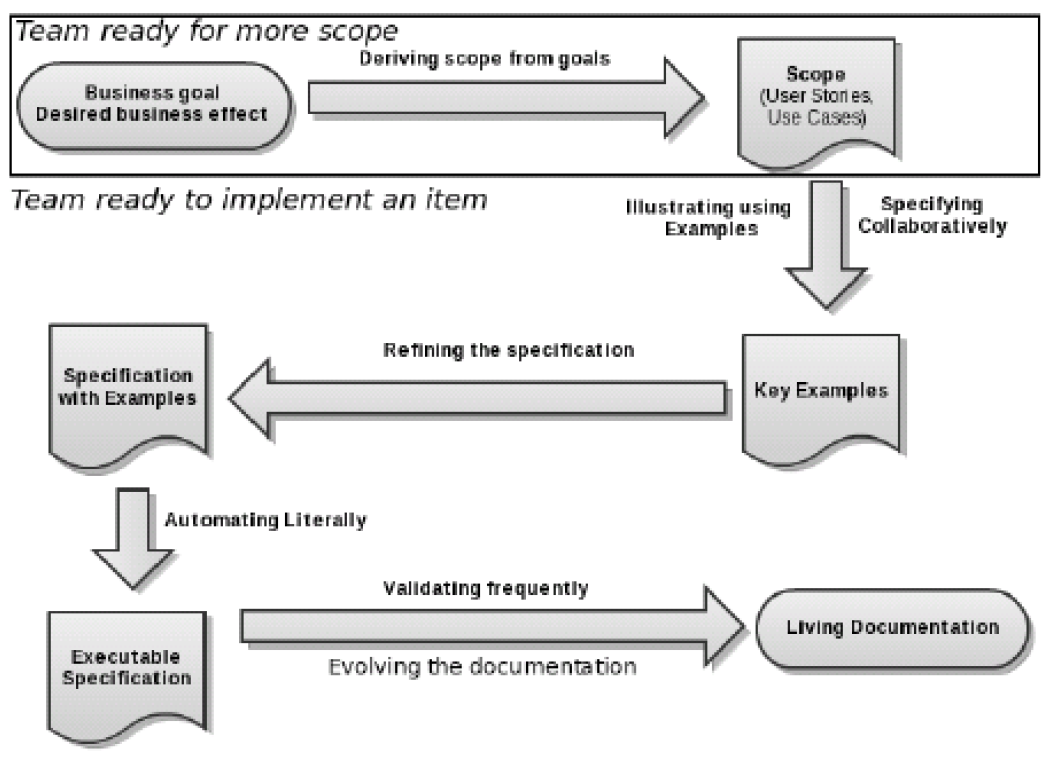 Team ready for more scope
Deriving scope from goals
Business goal
Desired business effect
Scope
(User Stories,
Use Cases)
Team ready to implement an item
Illustrating using
Examples
Specifying
Collaboratively
Refining the specification
Specification
with Examples
Key Examples
Automating Literally
Validating frequently
Living Documentation
Evolving the documentation
Executable
Specification